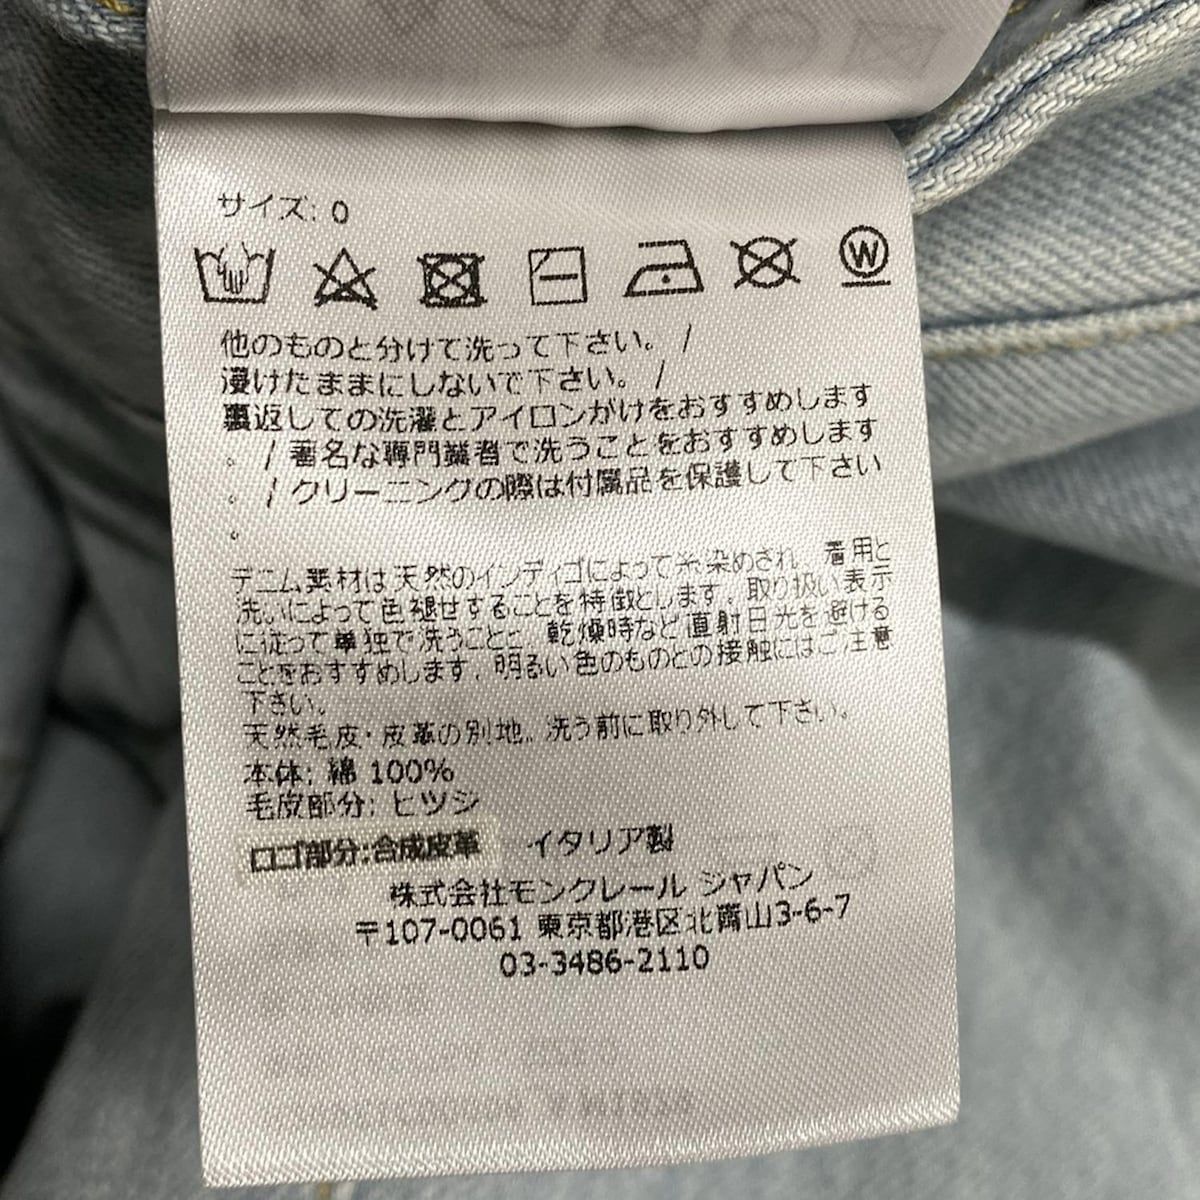 サイズ: 0
W
他のものと分けて洗って下さい。 /
浸けたままにしないで下さい。 /
裏返しての洗濯とアイロンがけをおすすめします
。 / 著名な専門業者で洗うことをおすすめします
。 / クリーニングの際は付属品を保護して下さい
。
デニム素材は天然のインディゴによって糸染めされ、着用と
洗いによって色褪せすることを特徴とします。取り扱い表示
に従って単独で洗うこと、乾燥時など直射日光を避ける
ことをおすすめします。明るい色のものとの接触にはご注意
下さい。
天然毛皮・皮革の別地。洗う前に取り外して下さい。
本体: 綿 100%
毛皮部分: ヒツジ
ロゴ部分:合成皮革 イタリア製
株式会社モンクレール ジャパン
〒107-0061 東京都港区北青山3-6-7
03-3486-2110